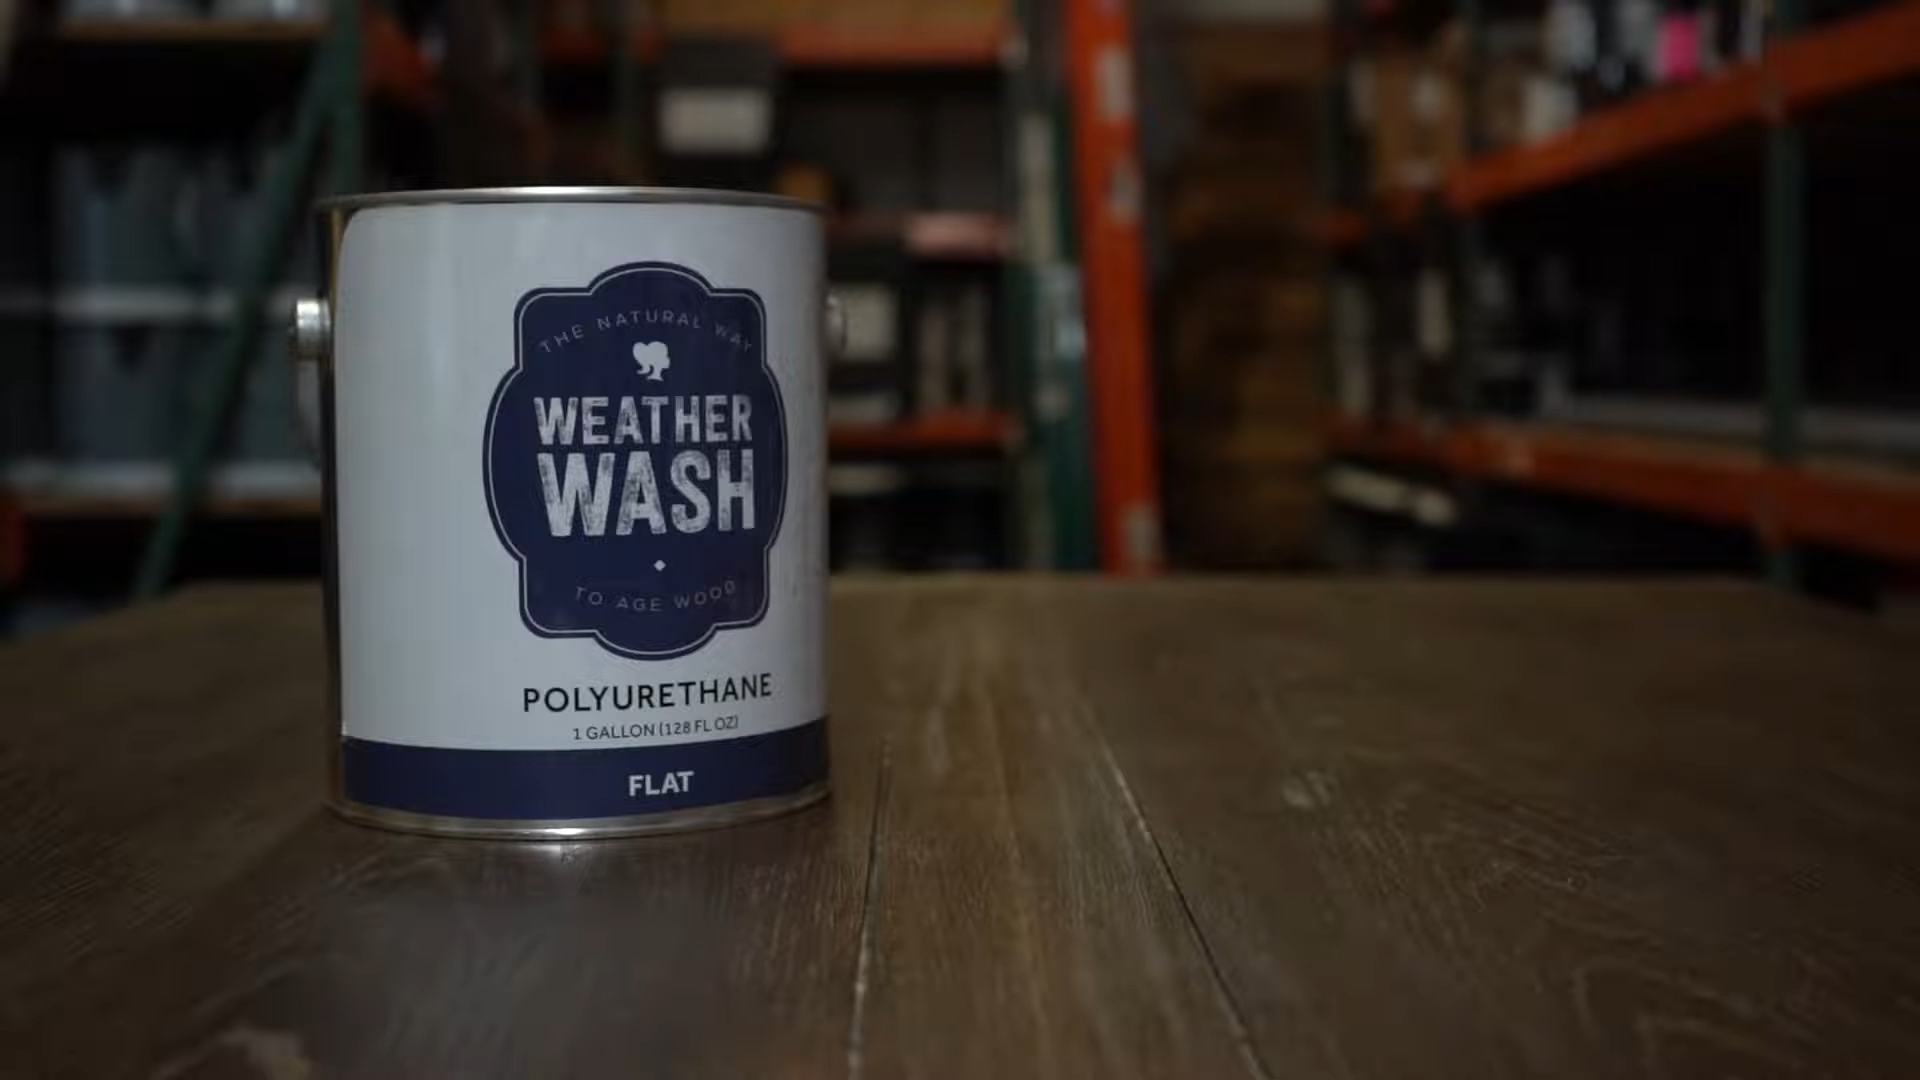 THE NATURAL WAY
WEATHER
WASH
TO AGE WOOD
POLYURETHANE
1 GALLON (128 FL OZ)
FLAT